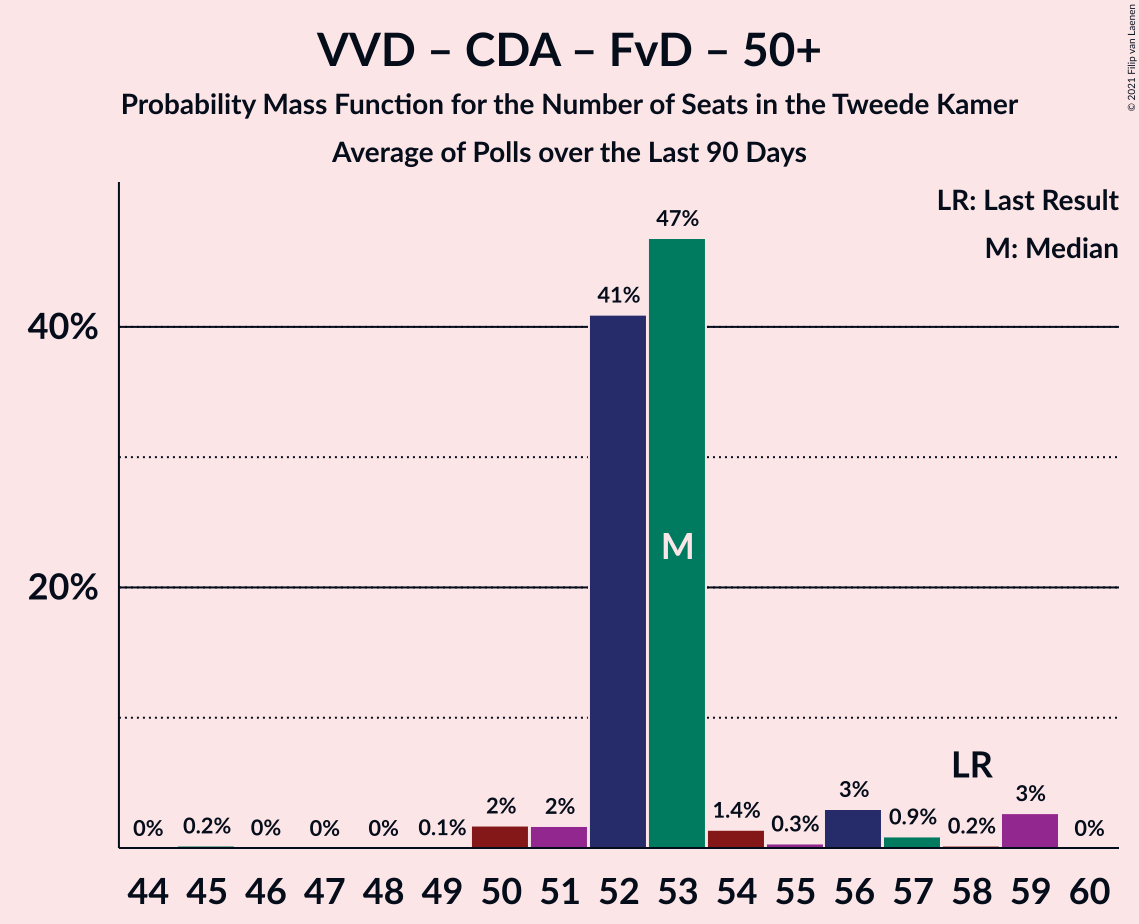 VVD – CDA – FvD – 50+
Probability Mass Function for the Number of Seats in the Tweede Kamer
Average of Polls over the Last 90 Days
© 2021 Filip van Laenen
LR: Last Result
M: Median
40%
20%
0% 0.2% 0% 0% 0% 0.1% 2% 2% 41% 47% 1.4% 0.3% 3% 0.9% 0.2% 3% 0%
M
LR
44 45 46 47 48 49 50 51 52 53 54 55 56 57 58 59 60